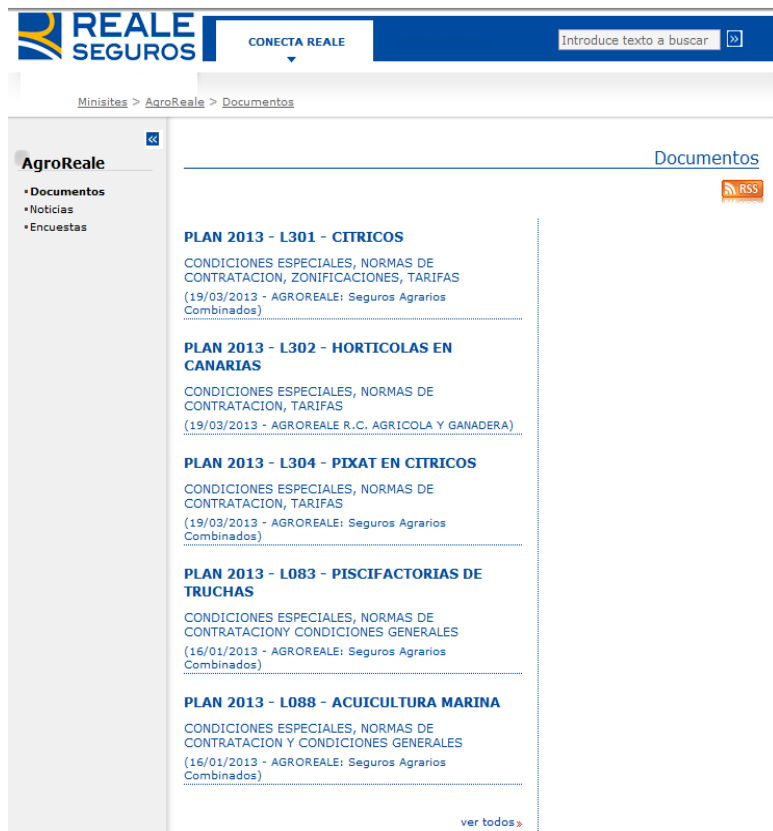 REALE
SEGUROS
CONECTA REALE
Introduce texto a buscar
»
Minisites > AgroReale > Documentos
«
AgroReale
Documentos
RSS
▪Documentos
▪Noticias
▪Encuestas
PLAN 2013 - L301 - CITRICOS
CONDICIONES ESPECIALES, NORMAS DE
CONTRATACION, ZONIFICACIONES, TARIFAS
(19/03/2013 - AGROREALE: Seguros Agrarios
Combinados)
PLAN 2013 - L302 - HORTICOLAS EN
CANARIAS
CONDICIONES ESPECIALES, NORMAS DE
CONTRATACION, TARIFAS
(19/03/2013 - AGROREALE R.C. AGRICOLA Y GANADERA)
PLAN 2013 - L304 - PIXAT EN CITRICOS
CONDICIONES ESPECIALES, NORMAS DE
CONTRATACION, TARIFAS
(19/03/2013 - AGROREALE: Seguros Agrarios
Combinados)
PLAN 2013 - L083 - PISCIFACTORIAS DE
TRUCHAS
CONDICIONES ESPECIALES, NORMAS DE
CONTRATACIONY CONDICIONES GENERALES
(16/01/2013 - AGROREALE: Seguros Agrarios
Combinados)
PLAN 2013 - L088 - ACUICULTURA MARINA
CONDICIONES ESPECIALES, NORMAS DE
CONTRATACION Y CONDICIONES GENERALES
(16/01/2013 - AGROREALE: Seguros Agrarios
Combinados)
ver todos»